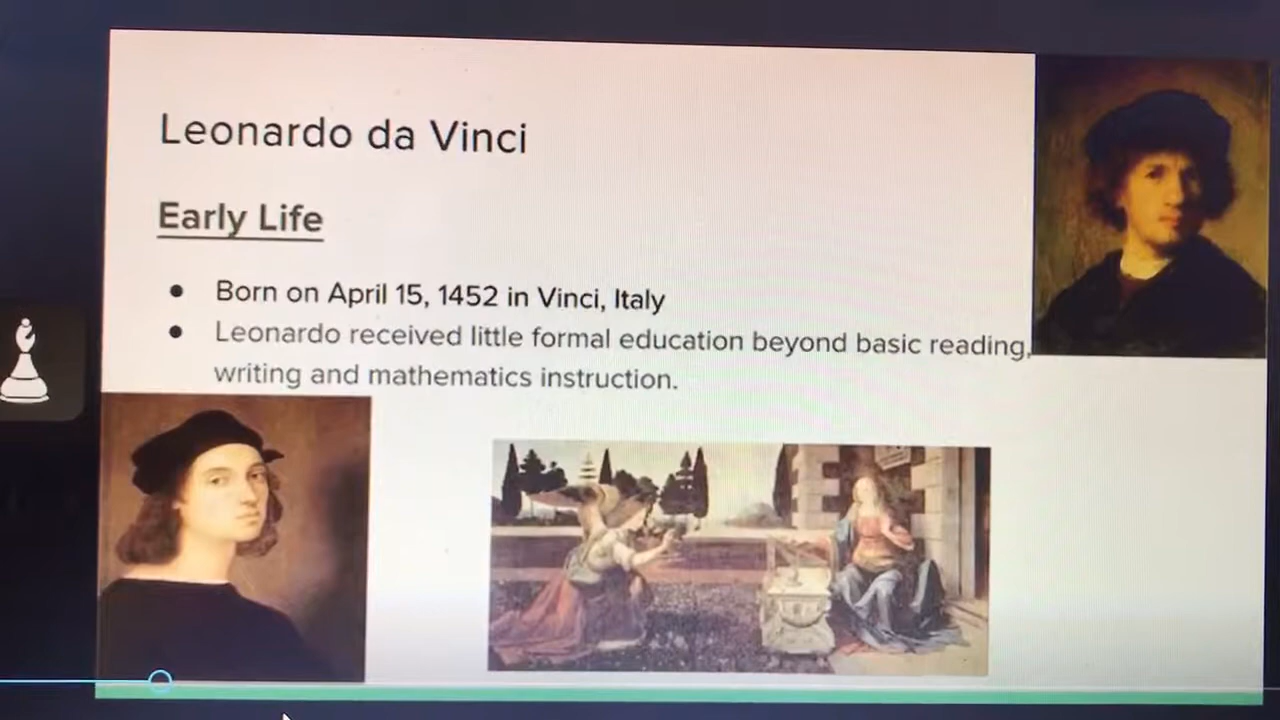 Leonardo da Vinci
Early Life
Born on April 15, 1452 in Vinci, Italy
Leonardo received little formal education beyond basic reading,
writing and mathematics instruction.